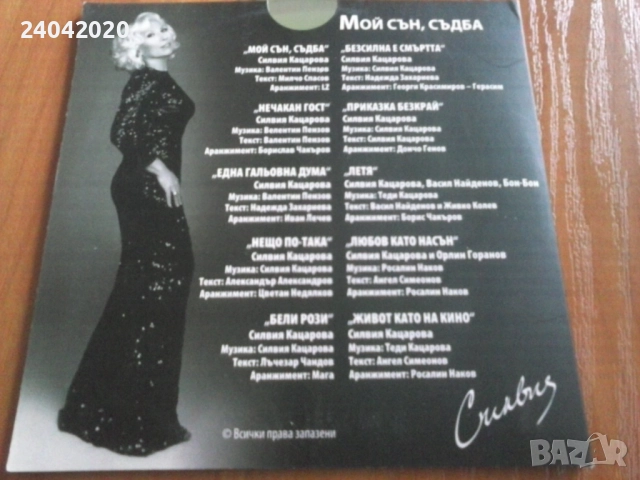 24042020
Мой сън, съдба
„МОЙ СЪН, СЪДБА"
Силвия Кацарова
Музика: Валентин Пензов
Текст: Милчо Спасов
Аранжимент: LZ
„НЕЧАКАН ГОСТ"
Силвия Кацарова
Музика: Валентин Пензов
Текст: Валентин Пензов
Аранжимент: Борислав Чакъров
„ЕДНА ГАЛЬОВНА ДУМА"
Силвия Кацарова
Музика: Валентин Пензов
Текст: Надежда Захариева
Аранжимент: Иван Лечев
„НЕЩО ПО-ТАКА"
Силвия Кацарова
Музика: Силвия Кацарова
Текст: Александър Александров
Аранжимент: Цветан Недялков
„БЕЛИ РОЗИ"
Силвия Кацарова
Музика: Силвия Кацарова
Текст: Лъчезар Чандов
Аранжимент: Мага
„БЕЗСИЛНА Е СМЪРТТА"
Силвия Кацарова
Музика: Силвия Кацарова
Текст: Надежда Захариева
Аранжимент: Георги Красимиров – Герасим
„ПРИКАЗКА БЕЗКРАЙ"
Силвия Кацарова
Музика: Силвия Кацарова
Текст: Силвия Кацарова
Аранжимент: Дончо Генов
„ЛЕТЯ"
Силвия Кацарова, Васил Найденов, Бон-Бон
Музика: Теди Кацарова
Текст: Васил Найденов и Живко Колев
Аранжимент: Борис Чакъров
„ЛЮБОВ КАТО НАСЪН"
Силвия Кацарова и Орлин Горанов
Музика: Росалин Наков
Текст: Ангел Симеонов
Аранжимент: Росалин Наков
„ЖИВОТ КАТО НА КИНО"
Силвия Кацарова
Музика: Теди Кацарова
Текст: Ангел Симеонов
Аранжимент: Росалин Наков
Силвия
© Всички права запазени
BAZAR
bg